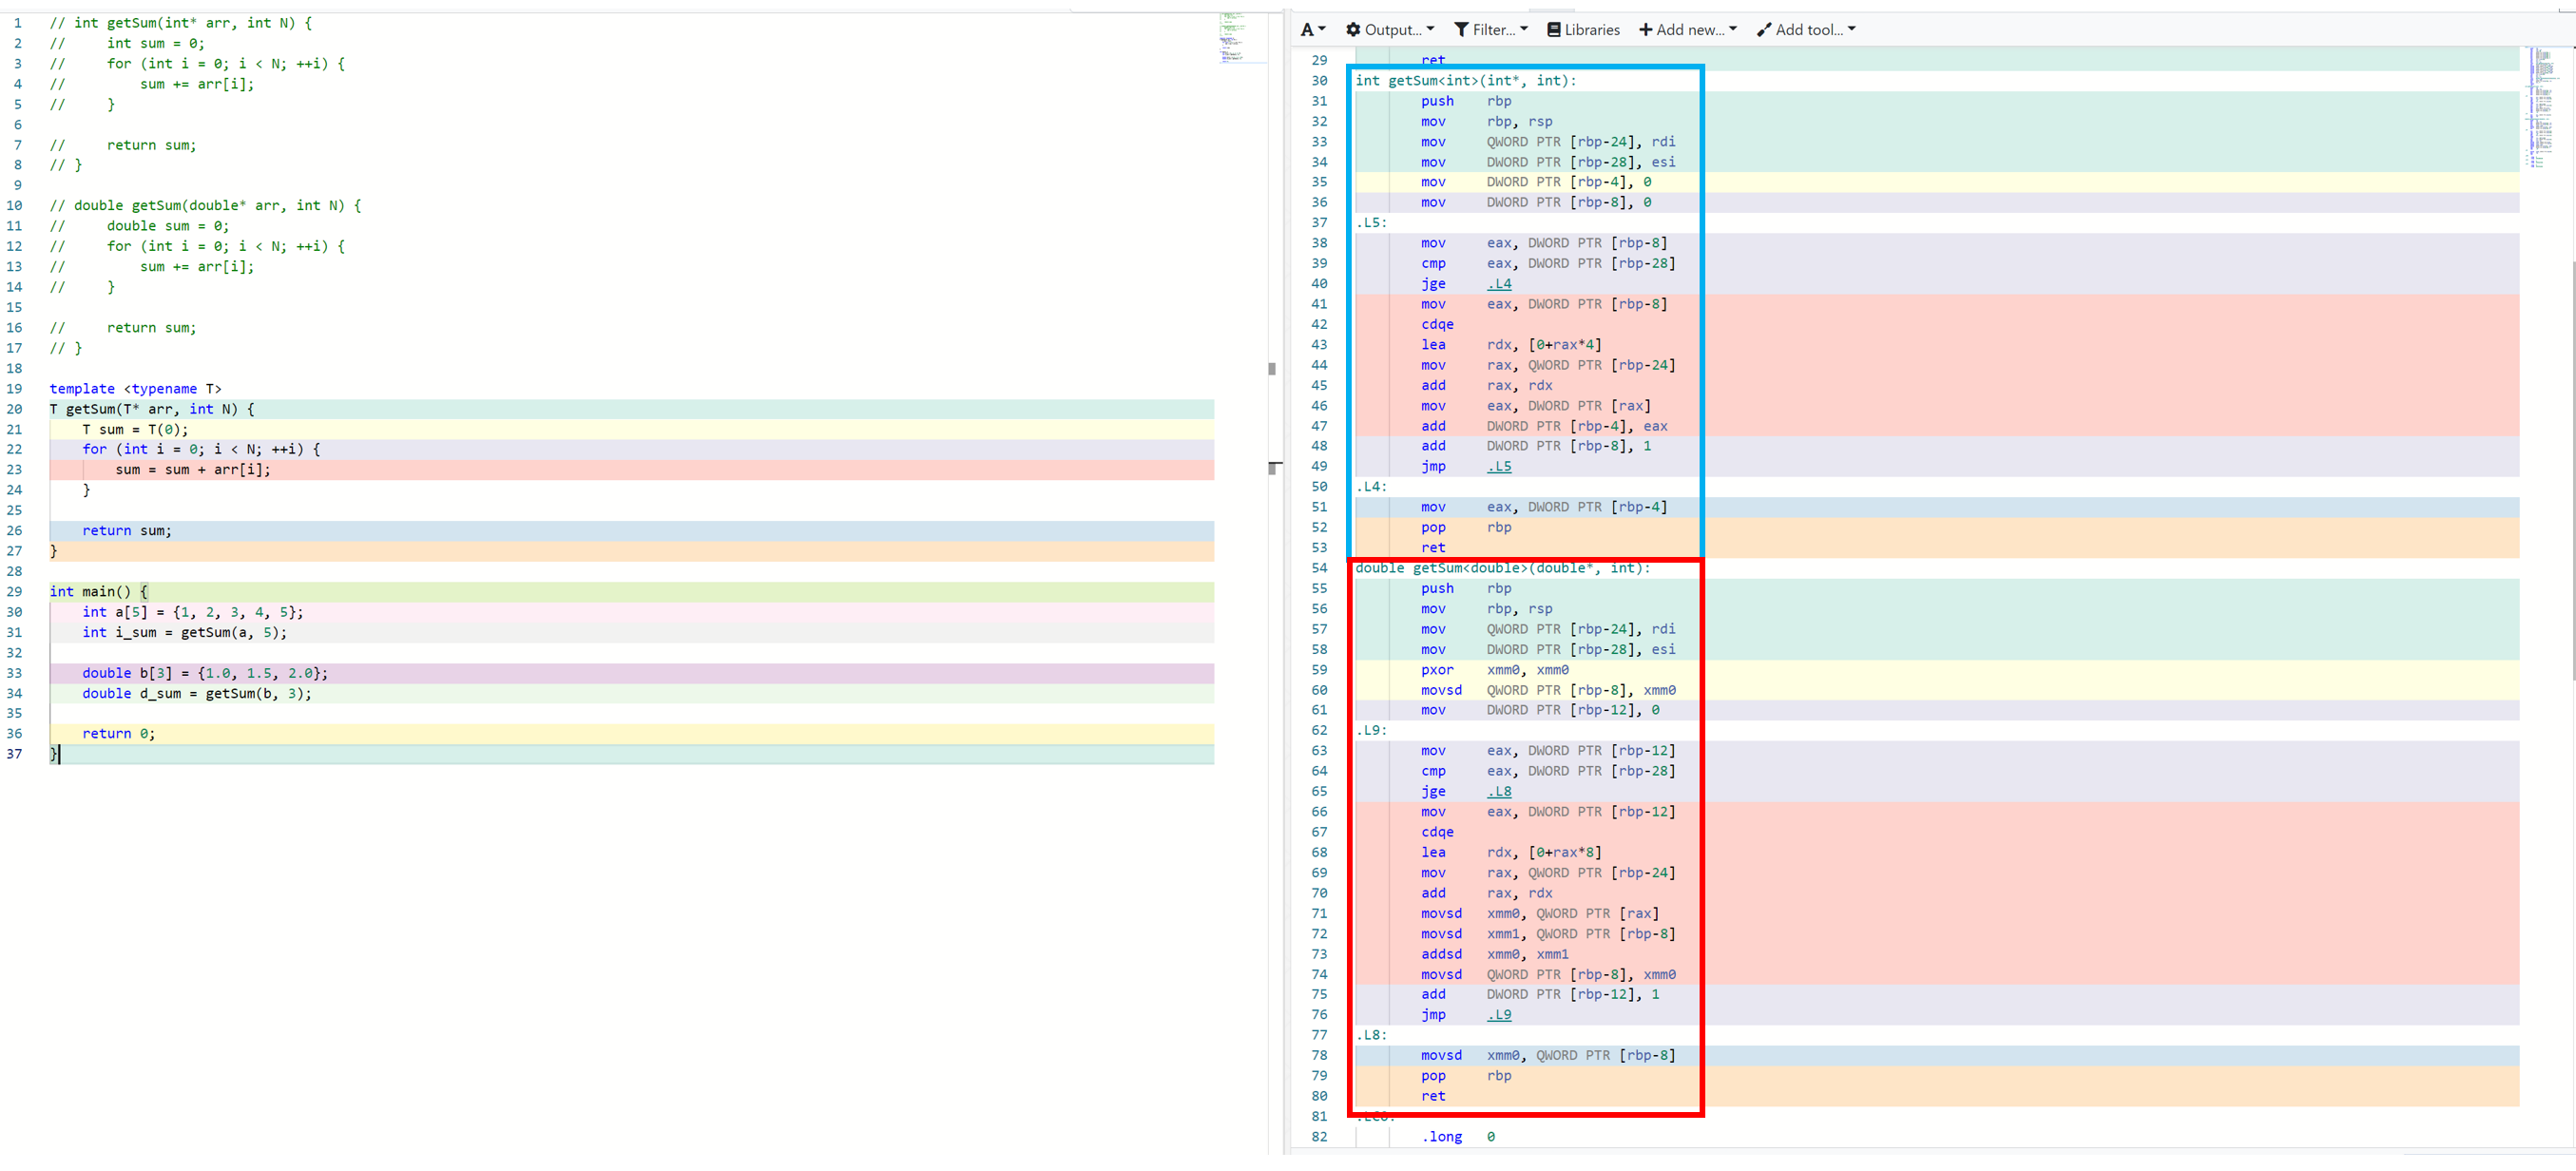 1 // int getSum(int* arr, int N) {
2 //     int sum = 0;
3 //     for (int i = 0; i < N; ++i) {
4 //         sum += arr[i];
5 //     }
6
7 //     return sum;
8 // }
9
10 // double getSum(double* arr, int N) {
11 //     double sum = 0;
12 //     for (int i = 0; i < N; ++i) {
13 //         sum += arr[i];
14 //     }
15
16 //     return sum;
17 // }
18
19 template <typename T>
20 T getSum(T* arr, int N) {
21     T sum = T(0);
22     for (int i = 0; i < N; ++i) {
23         sum = sum + arr[i];
24     }
25
26     return sum;
27 }
28
29 int main() {
30     int a[5] = {1, 2, 3, 4, 5};
31     int i_sum = getSum(a, 5);
32
33     double b[3] = {1.0, 1.5, 2.0};
34     double d_sum = getSum(b, 3);
35
36     return 0;
37 }
A Output... Filter... Libraries Add new... Add tool...
29         ret
30 int getSum<int>(int*, int):
31         push    rbp
32         mov     rbp, rsp
33         mov     QWORD PTR [rbp-24], rdi
34         mov     DWORD PTR [rbp-28], esi
35         mov     DWORD PTR [rbp-4], 0
36         mov     DWORD PTR [rbp-8], 0
37 .L5:
38         mov     eax, DWORD PTR [rbp-8]
39         cmp     eax, DWORD PTR [rbp-28]
40         jge     .L4
41         mov     eax, DWORD PTR [rbp-8]
42         cdqe
43         lea     rdx, [0+rax*4]
44         mov     rax, QWORD PTR [rbp-24]
45         add     rax, rdx
46         mov     eax, DWORD PTR [rax]
47         add     DWORD PTR [rbp-4], eax
48         add     DWORD PTR [rbp-8], 1
49         jmp     .L5
50 .L4:
51         mov     eax, DWORD PTR [rbp-4]
52         pop     rbp
53         ret
54 double getSum<double>(double*, int):
55         push    rbp
56         mov     rbp, rsp
57         mov     QWORD PTR [rbp-24], rdi
58         mov     DWORD PTR [rbp-28], esi
59         pxor    xmm0, xmm0
60         movsd   QWORD PTR [rbp-8], xmm0
61         mov     DWORD PTR [rbp-12], 0
62 .L9:
63         mov     eax, DWORD PTR [rbp-12]
64         cmp     eax, DWORD PTR [rbp-28]
65         jge     .L8
66         mov     eax, DWORD PTR [rbp-12]
67         cdqe
68         lea     rdx, [0+rax*8]
69         mov     rax, QWORD PTR [rbp-24]
70         add     rax, rdx
71         movsd   xmm0, QWORD PTR [rax]
72         movsd   xmm1, QWORD PTR [rbp-8]
73         addsd   xmm0, xmm1
74         movsd   QWORD PTR [rbp-8], xmm0
75         add     DWORD PTR [rbp-12], 1
76         jmp     .L9
77 .L8:
78         movsd   xmm0, QWORD PTR [rbp-8]
79         pop     rbp
80         ret
81
82         .long   0